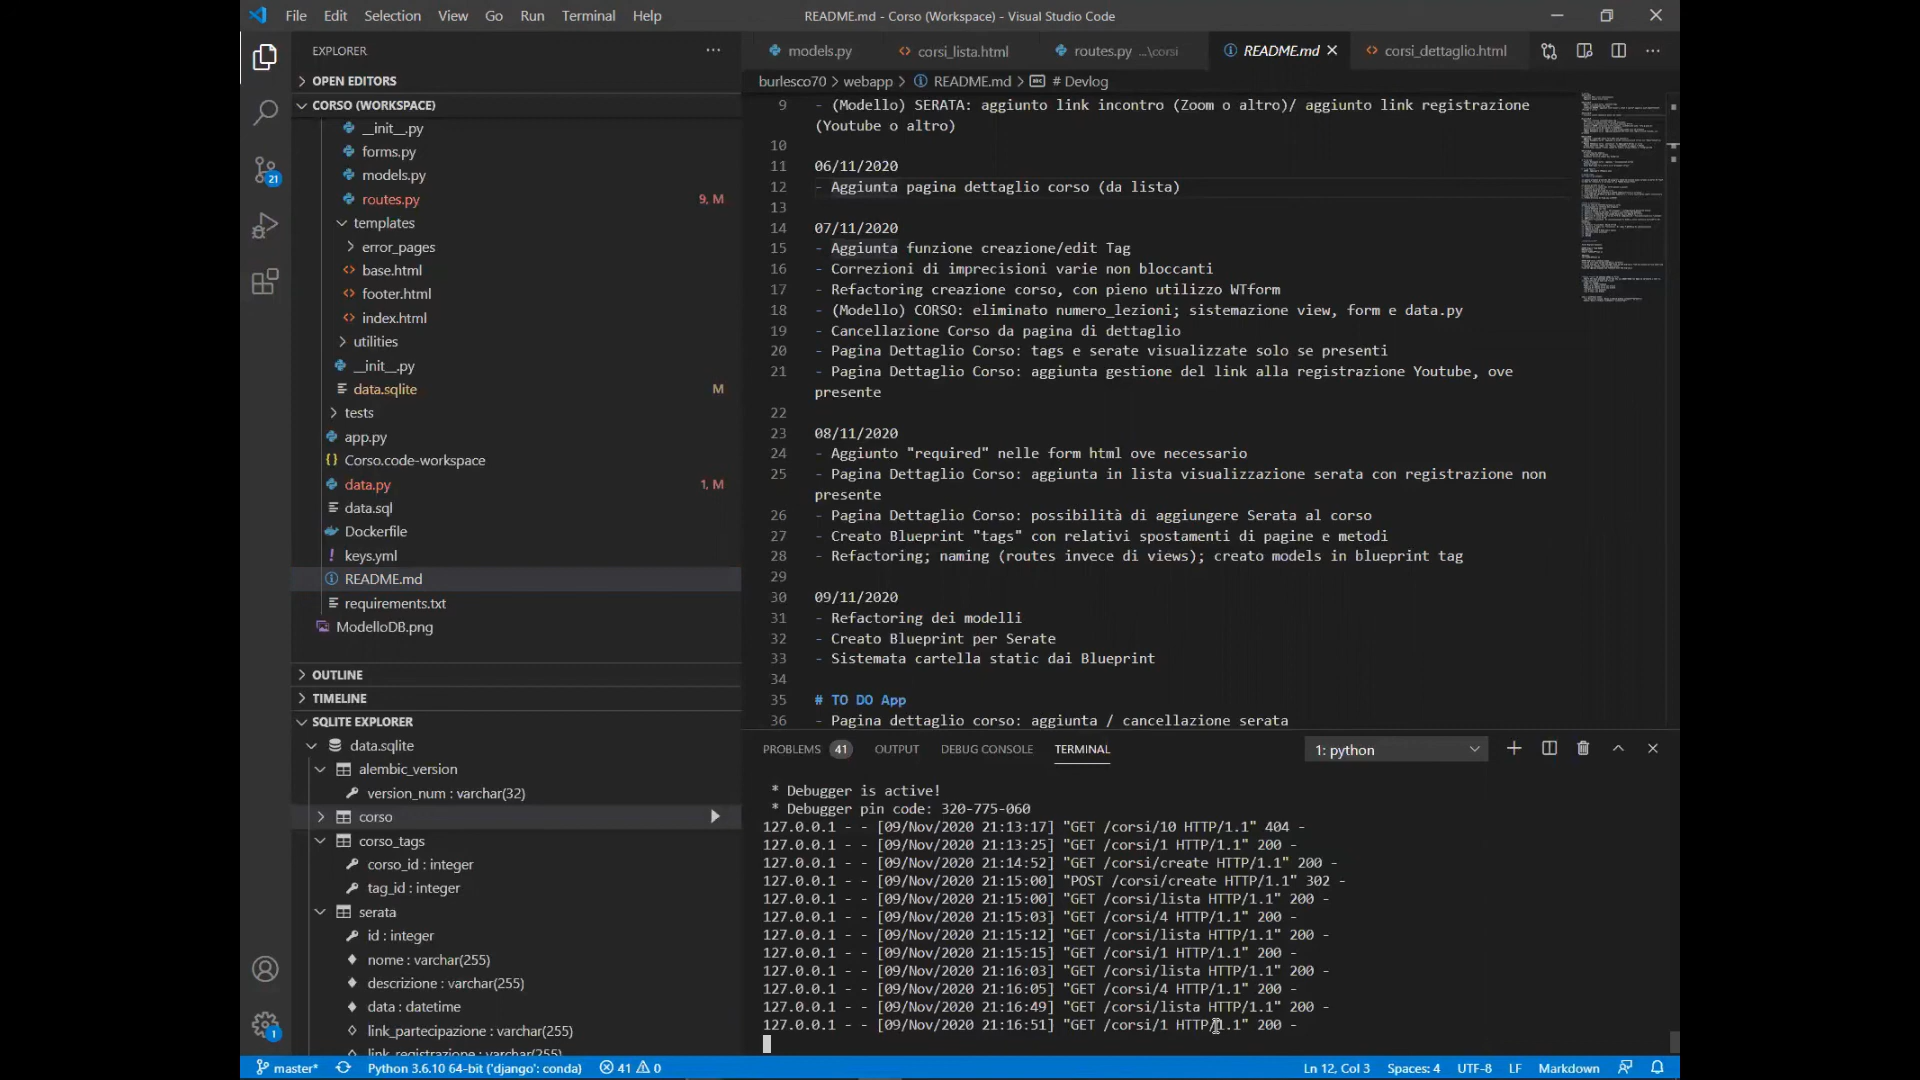 File Edit Selection View Go Run Terminal Help
README.md - Corso (Workspace) - Visual Studio Code
EXPLORER
OPEN EDITORS
CORSO (WORKSPACE)
__init__.py
forms.py
models.py
routes.py 9, M
templates
error_pages
base.html
footer.html
index.html
utilities
__init__.py
data.sqlite M
tests
app.py
Corso.code-workspace
data.py 1, M
data.sql
Dockerfile
keys.yml
README.md
requirements.txt
ModelloDB.png
OUTLINE
TIMELINE
SQLITE EXPLORER
data.sqlite
alembic_version
version_num : varchar(32)
corso
corso_tags
corso_id : integer
tag_id : integer
serata
id : integer
nome : varchar(255)
descrizione : varchar(255)
data : datetime
link_partecipazione : varchar(255)
link_registrazione : varchar(255)
21
1
models.py corsi_lista.html routes.py ...\corsi README.md corsi_dettaglio.html
burlesco70 > webapp > README.md > # Devlog
9 - (Modello) SERATA: aggiunto link incontro (Zoom o altro)/ aggiunto link registrazione
(Youtube o altro)
10
11 06/11/2020
12 - Aggiunta pagina dettaglio corso (da lista)
13
14 07/11/2020
15 - Aggiunta funzione creazione/edit Tag
16 - Correzioni di imprecisioni varie non bloccanti
17 - Refactoring creazione corso, con pieno utilizzo WTform
18 - (Modello) CORSO: eliminato numero_lezioni; sistemazione view, form e data.py
19 - Cancellazione Corso da pagina di dettaglio
20 - Pagina Dettaglio Corso: tags e serate visualizzate solo se presenti
21 - Pagina Dettaglio Corso: aggiunta gestione del link alla registrazione Youtube, ove
presente
22
23 08/11/2020
24 - Aggiunto "required" nelle form html ove necessario
25 - Pagina Dettaglio Corso: aggiunta in lista visualizzazione serata con registrazione non
presente
26 - Pagina Dettaglio Corso: possibilità di aggiungere Serata al corso
27 - Creato Blueprint "tags" con relativi spostamenti di pagine e metodi
28 - Refactoring; naming (routes invece di views); creato models in blueprint tag
29
30 09/11/2020
31 - Refactoring dei modelli
32 - Creato Blueprint per Serate
33 - Sistemata cartella static dai Blueprint
34
35 # TO DO App
36 - Pagina dettaglio corso: aggiunta / cancellazione serata
PROBLEMS 41 OUTPUT DEBUG CONSOLE TERMINAL 1: python
* Debugger is active!
* Debugger pin code: 320-775-060
127.0.0.1 - - [09/Nov/2020 21:13:17] "GET /corsi/10 HTTP/1.1" 404 -
127.0.0.1 - - [09/Nov/2020 21:13:25] "GET /corsi/1 HTTP/1.1" 200 -
127.0.0.1 - - [09/Nov/2020 21:14:52] "GET /corsi/create HTTP/1.1" 200 -
127.0.0.1 - - [09/Nov/2020 21:15:00] "POST /corsi/create HTTP/1.1" 302 -
127.0.0.1 - - [09/Nov/2020 21:15:00] "GET /corsi/lista HTTP/1.1" 200 -
127.0.0.1 - - [09/Nov/2020 21:15:03] "GET /corsi/4 HTTP/1.1" 200 -
127.0.0.1 - - [09/Nov/2020 21:15:12] "GET /corsi/lista HTTP/1.1" 200 -
127.0.0.1 - - [09/Nov/2020 21:15:15] "GET /corsi/1 HTTP/1.1" 200 -
127.0.0.1 - - [09/Nov/2020 21:16:03] "GET /corsi/lista HTTP/1.1" 200 -
127.0.0.1 - - [09/Nov/2020 21:16:05] "GET /corsi/4 HTTP/1.1" 200 -
127.0.0.1 - - [09/Nov/2020 21:16:49] "GET /corsi/lista HTTP/1.1" 200 -
127.0.0.1 - - [09/Nov/2020 21:16:51] "GET /corsi/1 HTTP/1.1" 200 -
master* Python 3.6.10 64-bit ('django': conda) 41 0 Ln 12, Col 3 Spaces: 4 UTF-8 LF Markdown